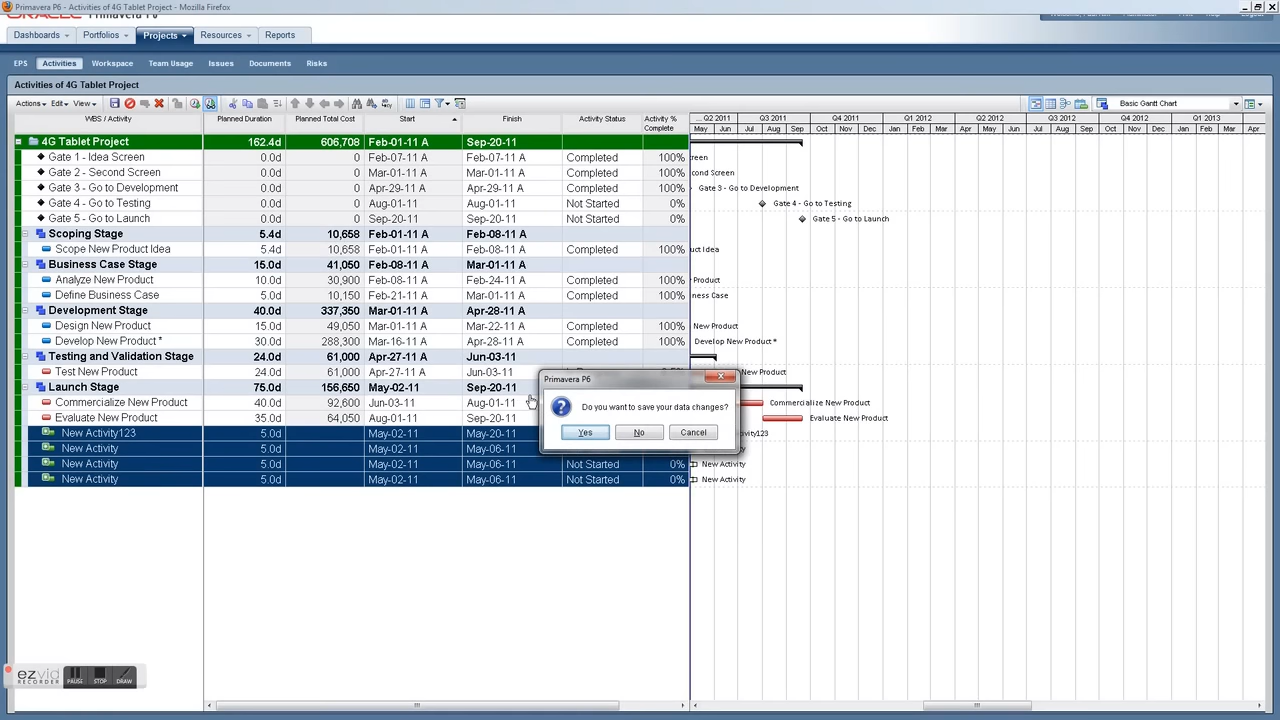 Primavera P6 - Activities of 4G Tablet Project - Mozilla Firefox
ORACLE Primavera P6
Dashboards Portfolios Projects Resources Reports
EPS Activities Workspace Team Usage Issues Documents Risks
Activities of 4G Tablet Project
Actions Edit View Basic Gantt Chart
WBS / Activity Planned Duration Planned Total Cost Start Finish Activity Status Activity % Complete ... Q2 2011 Q3 2011 Q4 2011 Q1 2012 Q2 2012 Q3 2012 Q4 2012 Q1 2013
May Jun Jul Aug Sep Oct Nov Dec Jan Feb Mar Apr May Jun Jul Aug Sep Oct Nov Dec Jan Feb Mar Apr
4G Tablet Project 162.4d 606,708 Feb-01-11 A Sep-20-11
Gate 1 - Idea Screen 0.0d 0 Feb-07-11 A Feb-07-11 A Completed 100% reen
Gate 2 - Second Screen 0.0d 0 Mar-01-11 A Mar-01-11 A Completed 100% cond Screen
Gate 3 - Go to Development 0.0d 0 Apr-29-11 A Apr-29-11 A Completed 100% Gate 3 - Go to Development
Gate 4 - Go to Testing 0.0d 0 Aug-01-11 Aug-01-11 Not Started 0% Gate 4 - Go to Testing
Gate 5 - Go to Launch 0.0d 0 Sep-20-11 Sep-20-11 Not Started 0% Gate 5 - Go to Launch
Scoping Stage 5.4d 10,658 Feb-01-11 A Feb-08-11 A
Scope New Product Idea 5.4d 10,658 Feb-01-11 A Feb-08-11 A Completed 100% uct Idea
Business Case Stage 15.0d 41,050 Feb-08-11 A Mar-01-11 A
Analyze New Product 10.0d 30,900 Feb-08-11 A Feb-24-11 A Completed 100% Product
Define Business Case 5.0d 10,150 Feb-21-11 A Mar-01-11 A Completed 100% ness Case
Development Stage 40.0d 337,350 Mar-01-11 A Apr-28-11 A
Design New Product 15.0d 49,050 Mar-01-11 A Mar-22-11 A Completed 100% New Product
Develop New Product * 30.0d 288,300 Mar-16-11 A Apr-28-11 A Completed 100% Develop New Product *
Testing and Validation Stage 24.0d 61,000 Apr-27-11 A Jun-03-11
Test New Product 24.0d 61,000 Apr-27-11 A Jun-03-11 New Product
Launch Stage 75.0d 156,650 May-02-11 Sep-20-11
Commercialize New Product 40.0d 92,600 Jun-03-11 Aug-01-11 Commercialize New Product
Evaluate New Product 35.0d 64,050 Aug-01-11 Sep-20-11 Evaluate New Product
New Activity123 5.0d May-02-11 May-20-11 ivity123
New Activity 5.0d May-02-11 May-06-11 New Activity
New Activity 5.0d May-02-11 May-06-11 Not Started 0% New Activity
New Activity 5.0d May-02-11 May-06-11 Not Started 0% New Activity
Primavera P6
Do you want to save your data changes?
Yes No Cancel
ezvid
RECORDER
PAUSE STOP DRAW